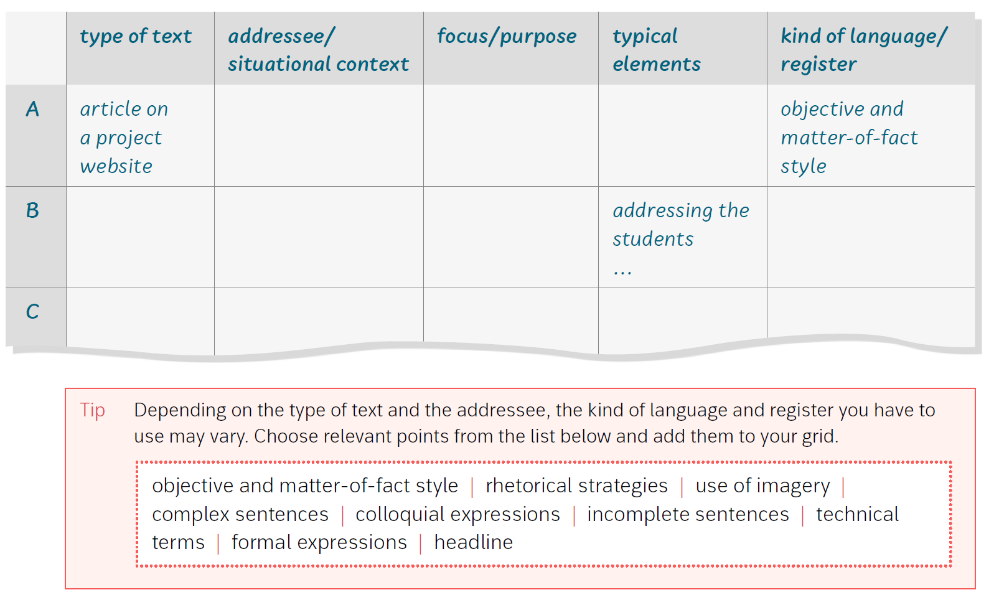 type of text
addressee/
situational context
focus/purpose
typical
elements
kind of language/
register
A
article on
a project
website
objective and
matter-of-fact
style
B
addressing the
students
...
C
Tip
Depending on the type of text and the addressee, the kind of language and register you have to
use may vary. Choose relevant points from the list below and add them to your grid.
objective and matter-of-fact style | rhetorical strategies | use of imagery |
complex sentences | colloquial expressions | incomplete sentences | technical
terms | formal expressions | headline